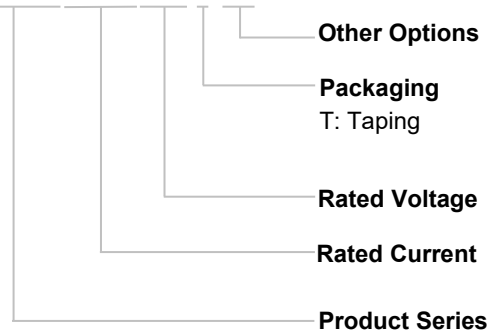 Other Options
Packaging
T: Taping
Rated Voltage
Rated Current
Product Series